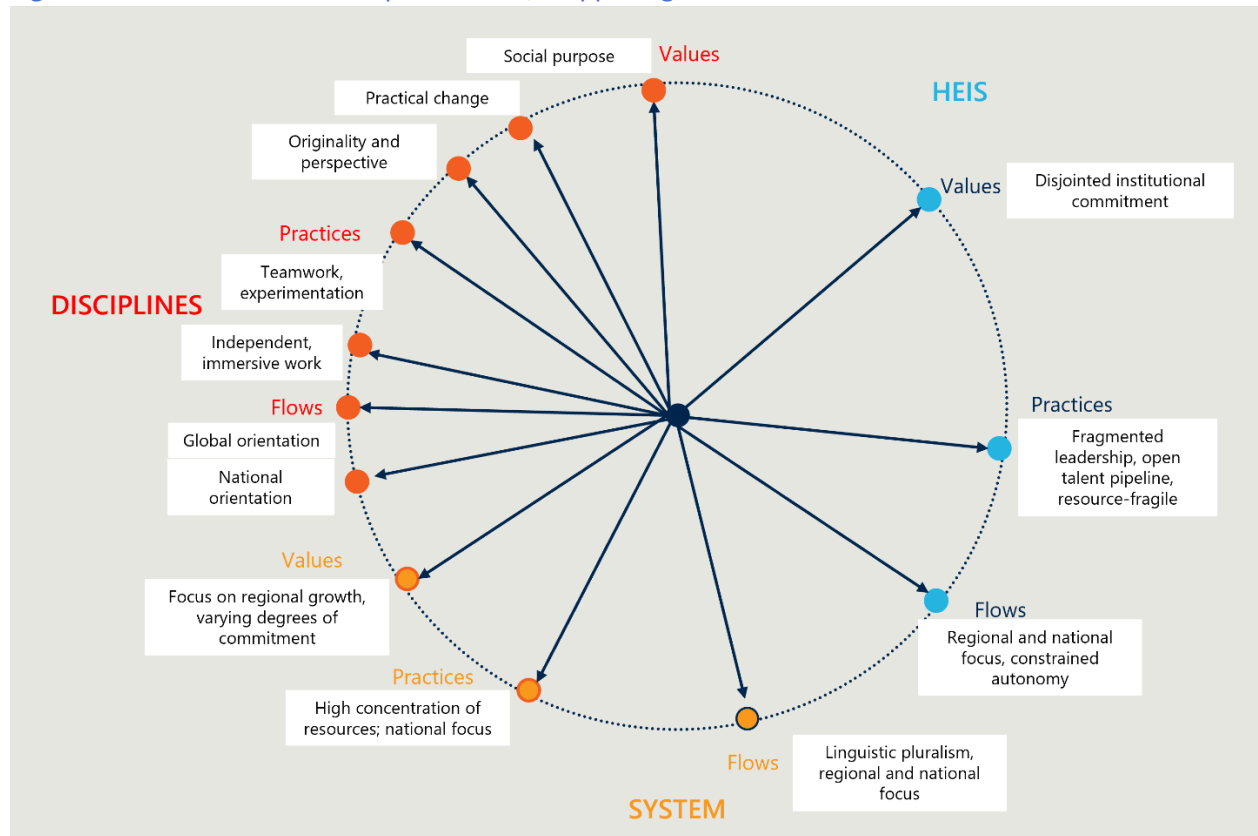 Social purpose
Values
Practical change
Originality and
perspective
Practices
Teamwork,
experimentation
DISCIPLINES
Independent,
immersive work
Flows
Global orientation
National
orientation
Values
Focus on regional growth,
varying degrees of
commitment
Practices
High concentration of
resources; national focus
Flows
Linguistic pluralism,
regional and national
focus
SYSTEM
HEIS
Values
Disjointed institutional
commitment
Practices
Fragmented
leadership, open
talent pipeline,
resource-fragile
Flows
Regional and national
focus, constrained
autonomy